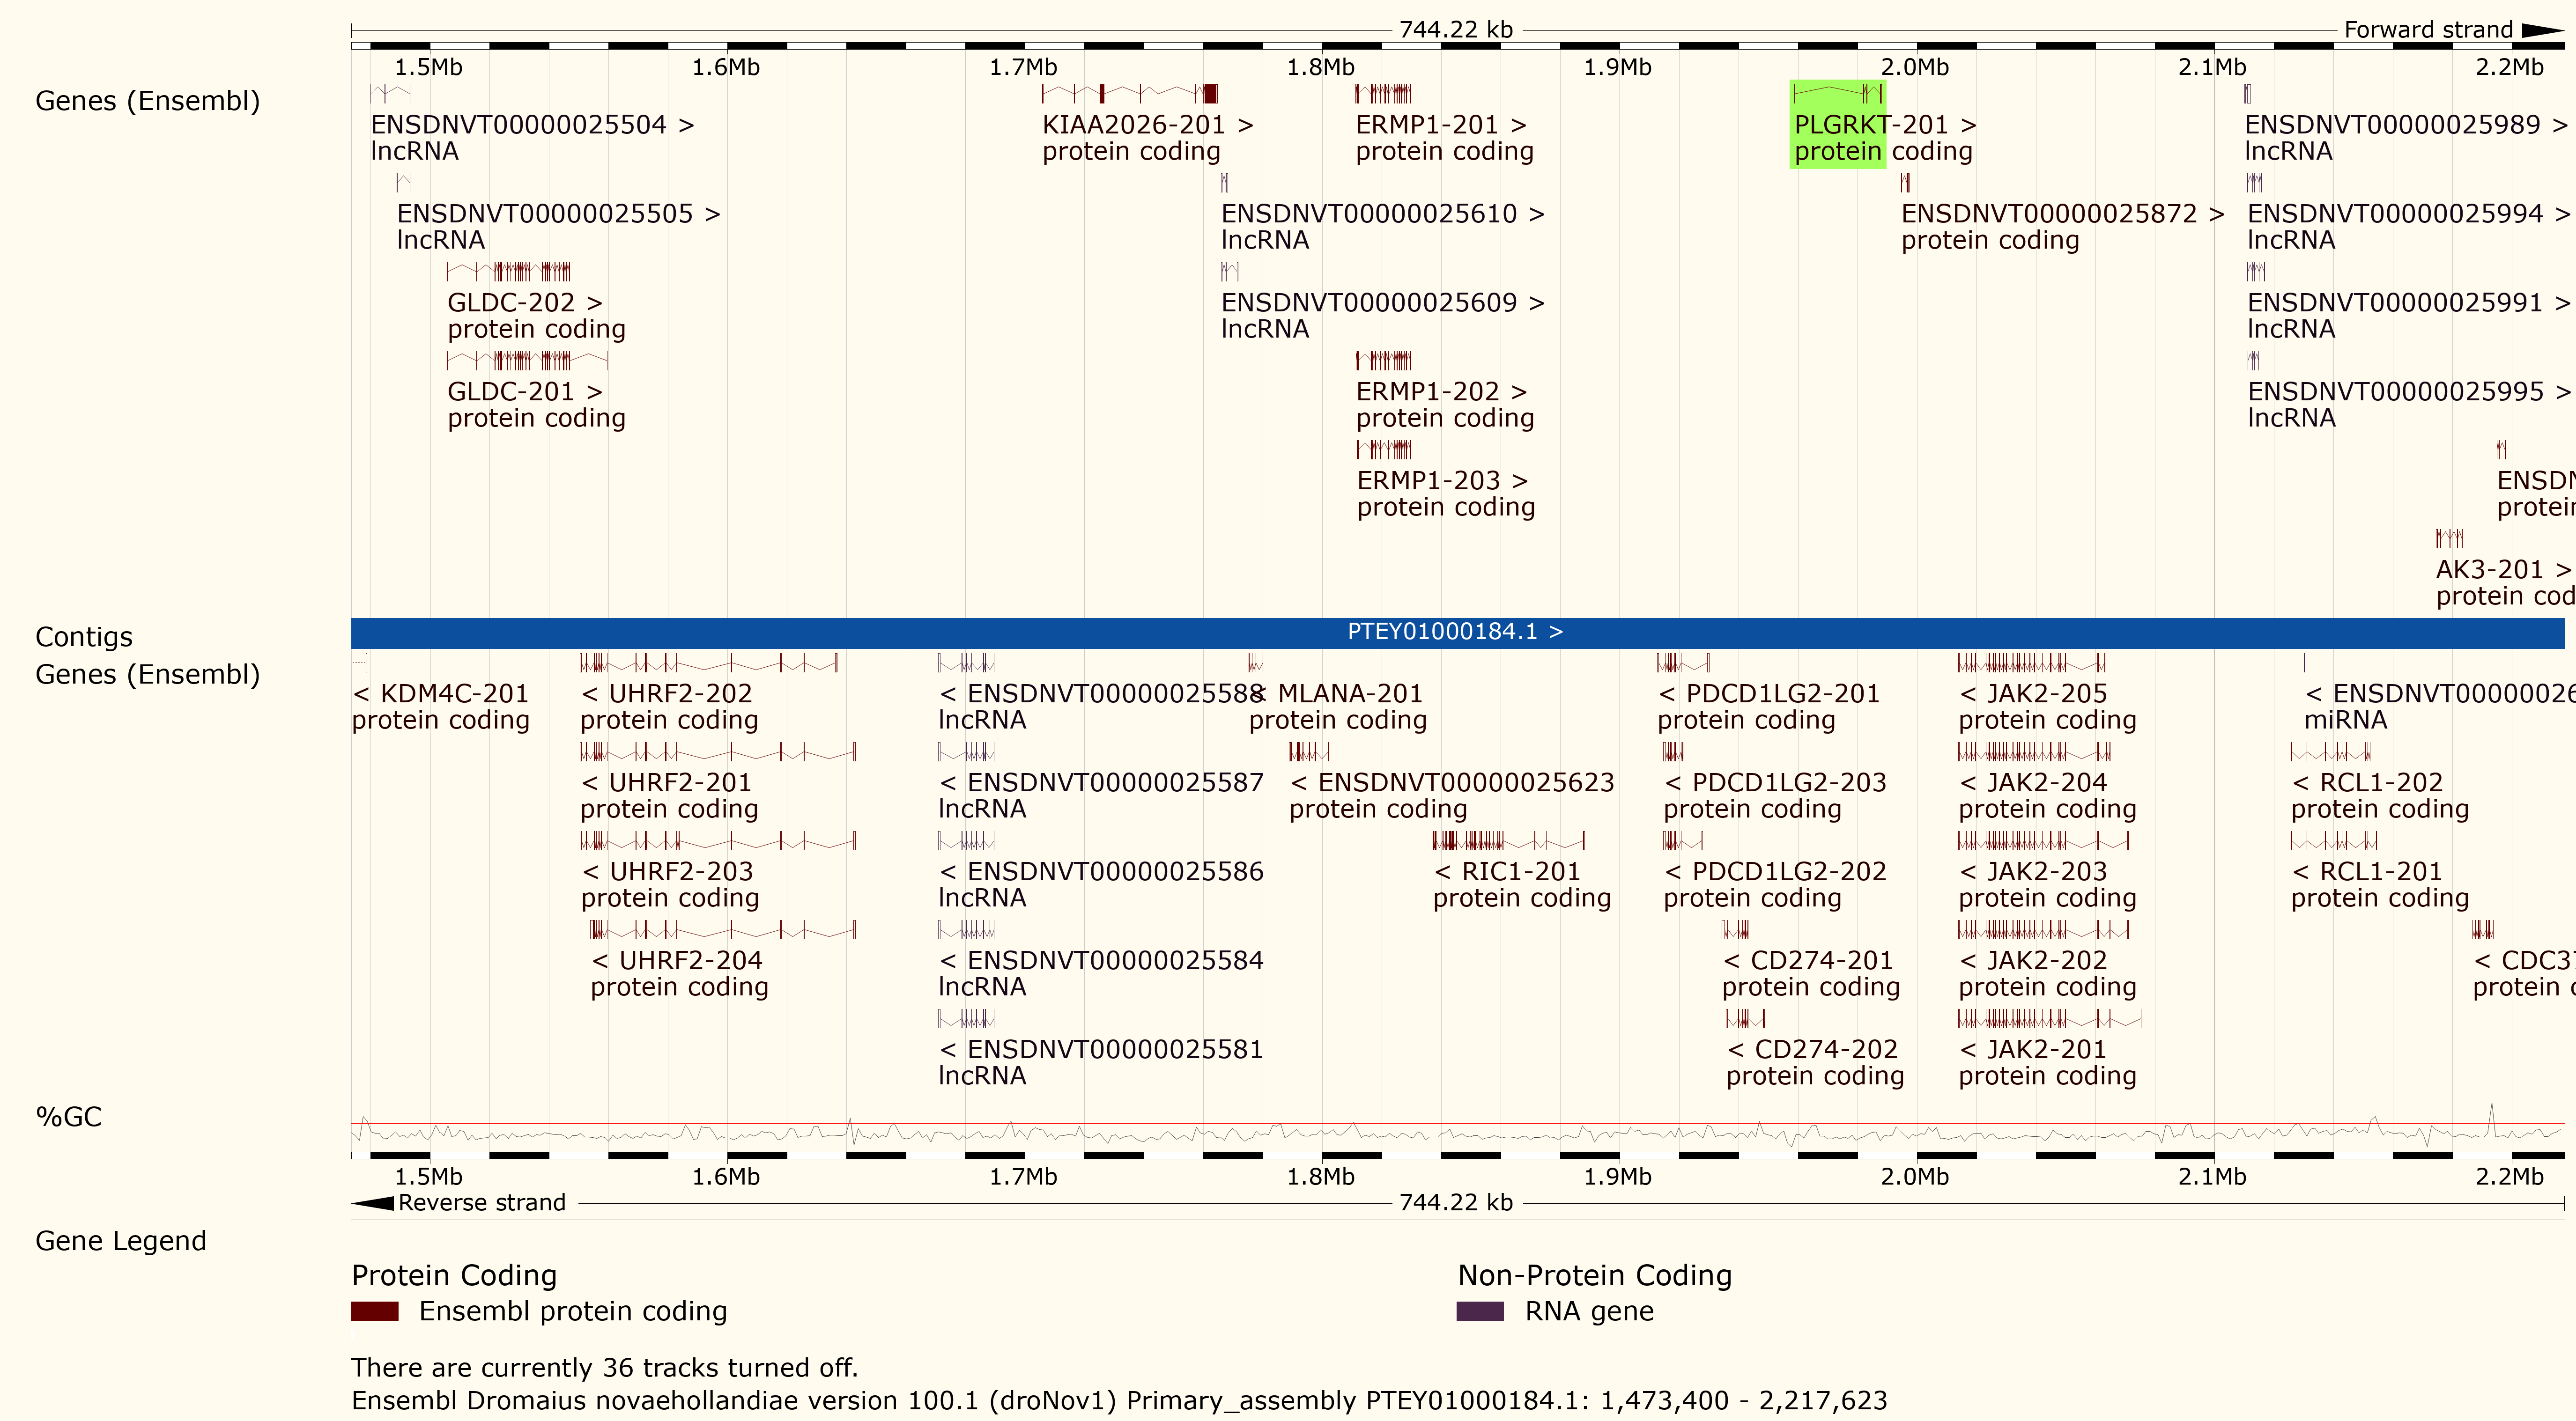 744.22 kb Forward strand
1.5Mb 1.6Mb 1.7Mb 1.8Mb 1.9Mb 2.0Mb 2.1Mb 2.2Mb
Genes (Ensembl)
ENSDNVT00000025504 > KIAA2026-201 > ERMP1-201 > PLGRKT-201 > ENSDNVT00000025989 >
lncRNA protein coding protein coding protein coding lncRNA
ENSDNVT00000025505 > ENSDNVT00000025610 > ENSDNVT00000025872 > ENSDNVT00000025994 >
lncRNA lncRNA protein coding lncRNA
GLDC-202 > ENSDNVT00000025609 > ENSDNVT00000025991 >
protein coding lncRNA lncRNA
GLDC-201 > ERMP1-202 > ENSDNVT00000025995 >
protein coding protein coding lncRNA
ERMP1-203 >
protein coding
AK3-201 >
protein cod
Contigs PTEY01000184.1 >
Genes (Ensembl)
< KDM4C-201 < UHRF2-202 < ENSDNVT00000025588 < MLANA-201 < PDCD1LG2-201 < JAK2-205 < ENSDNVT00000026
protein coding protein coding lncRNA protein coding protein coding protein coding miRNA
< UHRF2-201 < ENSDNVT00000025587 < ENSDNVT00000025623 < PDCD1LG2-203 < JAK2-204 < RCL1-202
protein coding lncRNA protein coding protein coding protein coding protein coding
< UHRF2-203 < ENSDNVT00000025586 < RIC1-201 < PDCD1LG2-202 < JAK2-203 < RCL1-201
protein coding lncRNA protein coding protein coding protein coding protein coding
< UHRF2-204 < ENSDNVT00000025584 < CD274-201 < JAK2-202 < CDC3
protein coding lncRNA protein coding protein coding protein
< ENSDNVT00000025581 < CD274-202 < JAK2-201
lncRNA protein coding protein coding
%GC
1.5Mb 1.6Mb 1.7Mb 1.8Mb 1.9Mb 2.0Mb 2.1Mb 2.2Mb
Reverse strand 744.22 kb
Gene Legend
Protein Coding Non-Protein Coding
Ensembl protein coding RNA gene
There are currently 36 tracks turned off.
Ensembl Dromaius novaehollandiae version 100.1 (droNov1) Primary_assembly PTEY01000184.1: 1,473,400 - 2,217,623